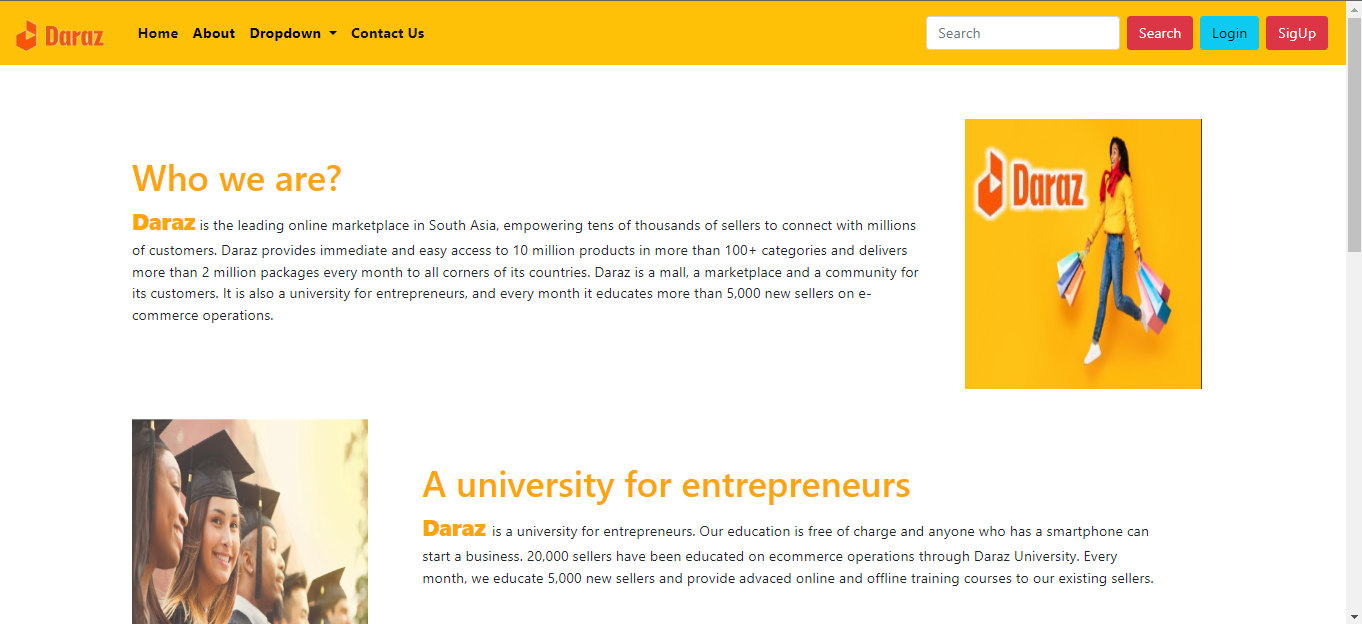 Daraz Home About Dropdown Contact Us Search Search Login SigUp
Who we are?
Daraz
Daraz is the leading online marketplace in South Asia, empowering tens of thousands of sellers to connect with millions
of customers. Daraz provides immediate and easy access to 10 million products in more than 100+ categories and delivers
more than 2 million packages every month to all corners of its countries. Daraz is a mall, a marketplace and a community for
its customers. It is also a university for entrepreneurs, and every month it educates more than 5,000 new sellers on e-
commerce operations.
A university for entrepreneurs
Daraz is a university for entrepreneurs. Our education is free of charge and anyone who has a smartphone can
start a business. 20,000 sellers have been educated on ecommerce operations through Daraz University. Every
month, we educate 5,000 new sellers and provide advaced online and offline training courses to our existing sellers.